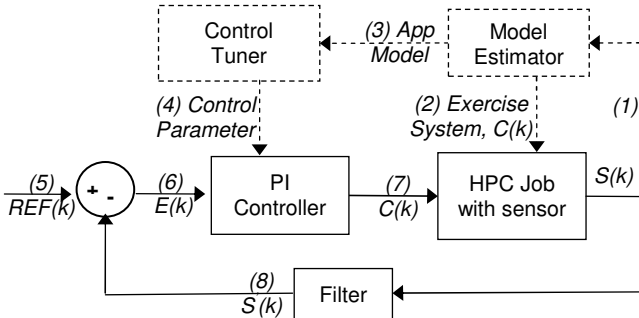 Control
Tuner
(3) App
Model
Model
Estimator
(4) Control
Parameter
(2) Exercise
System, C(k)
(1)
(5)
REF(k)
+
-
(6)
E(k)
PI
Controller
(7)
C(k)
HPC Job
with sensor
S(k)
(8)
S'(k)
Filter